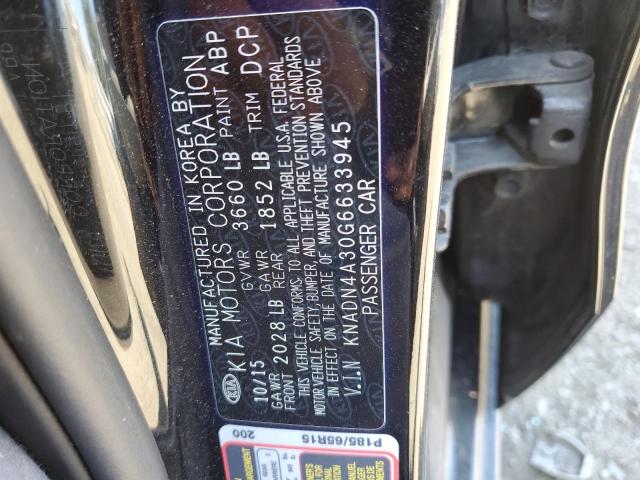 MANUFACTURED IN KOREA BY
KIA KIA MOTORS CORPORATION
10/15 GVWR 3660 LB PAINT ABP
GAWR FRONT 2028 LB GAWR REAR 1852 LB TRIM DCP
THIS VEHICLE CONFORMS TO ALL APPLICABLE U.S.A. FEDERAL
MOTOR VEHICLE SAFETY, BUMPER, AND THEFT PREVENTION STANDARDS
IN EFFECT ON THE DATE OF MANUFACTURE SHOWN ABOVE
V.I.N KNADN4A30G6633945
PASSENGER CAR
200
P185/65R15